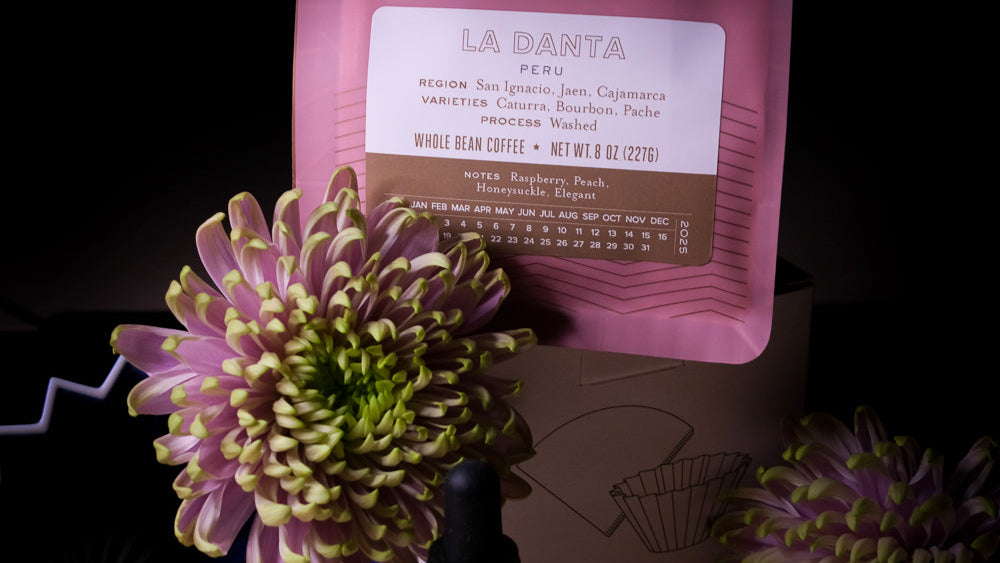 LA DANTA
PERU
REGION San Ignacio, Jaen, Cajamarca
VARIETIES Caturra, Bourbon, Pache
PROCESS Washed
WHOLE BEAN COFFEE ★ NET WT. 8 OZ (227G)
NOTES Raspberry, Peach,
Honeysuckle, Elegant
JAN FEB MAR APR MAY JUN JUL AUG SEP OCT NOV DEC
3 4 5 6 7 8 9 10 11 12 13 14 15 16
19 22 23 24 25 26 27 28 29 30 31
2025